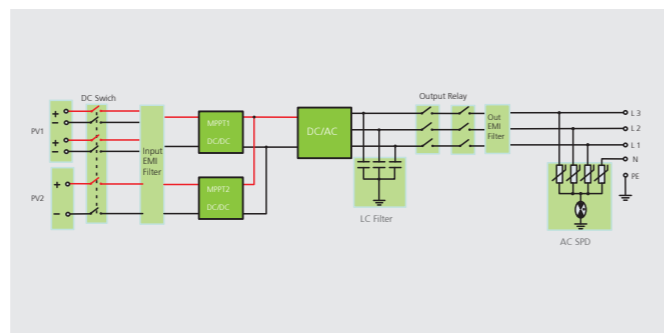 DC Swich
Output Relay
PV1
+
−
+
−
PV2
+
−
Input
EMI
Filter
MPPT1
DC/DC
MPPT2
DC/DC
DC/AC
LC Filter
Out
EMI
Filter
L 3
L 2
L 1
N
PE
AC SPD